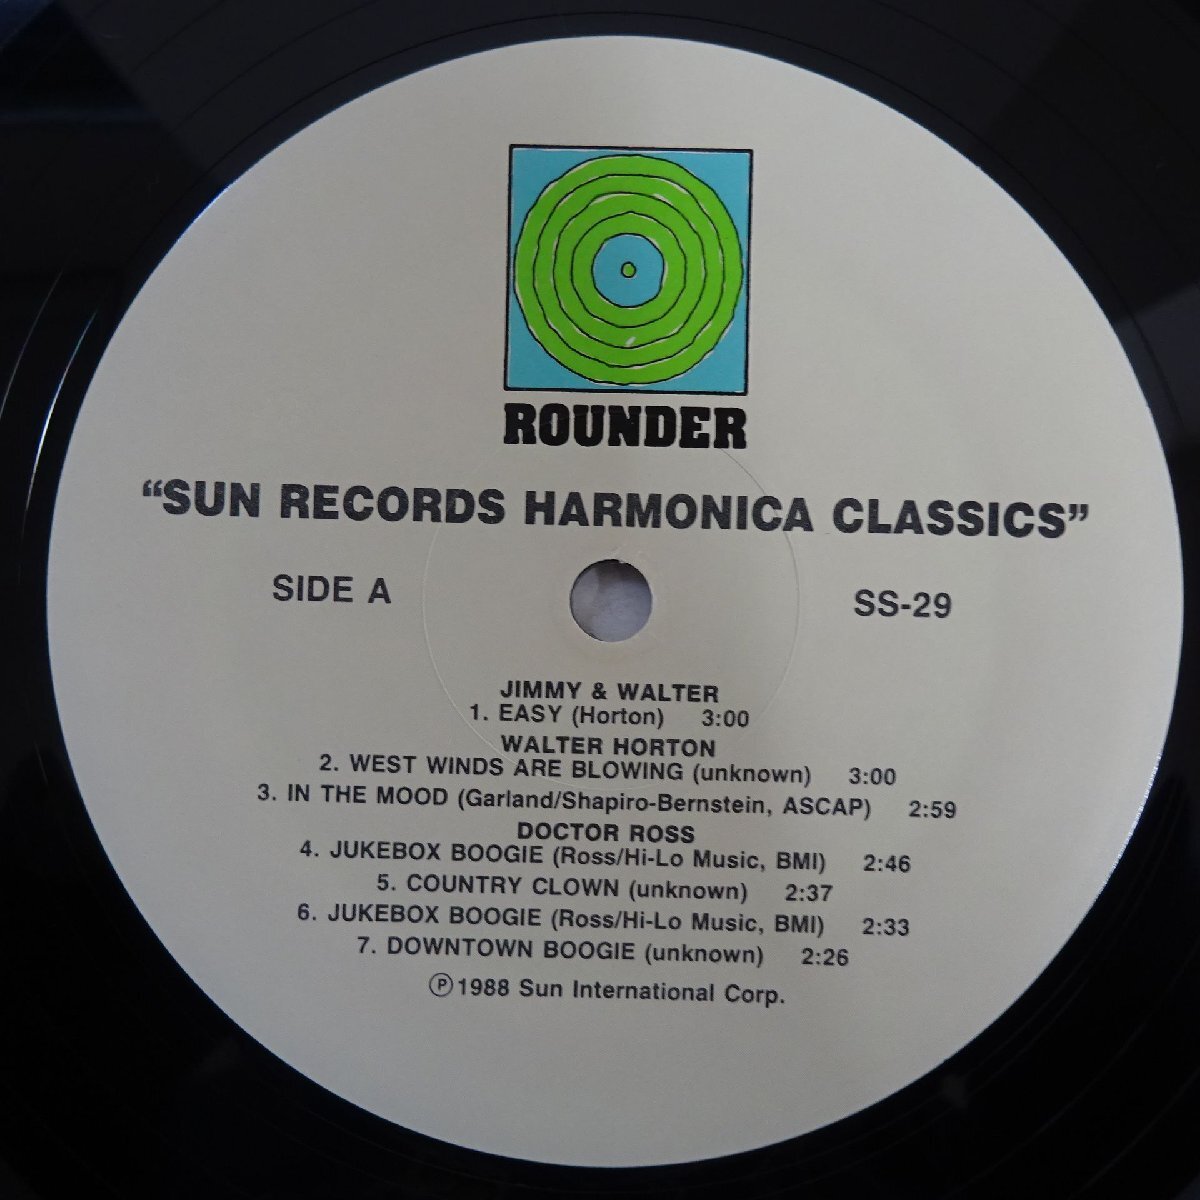 ROUNDER
“SUN RECORDS HARMONICA CLASSICS”
SIDE A SS-29
JIMMY & WALTER
1. EASY (Horton) 3:00
WALTER HORTON
2. WEST WINDS ARE BLOWING (unknown) 3:00
3. IN THE MOOD (Garland/Shapiro-Bernstein, ASCAP) 2:59
DOCTOR ROSS
4. JUKEBOX BOOGIE (Ross/Hi-Lo Music, BMI) 2:46
5. COUNTRY CLOWN (unknown) 2:37
6. JUKEBOX BOOGIE (Ross/Hi-Lo Music, BMI) 2:33
7. DOWNTOWN BOOGIE (unknown) 2:26
℗1988 Sun International Corp.